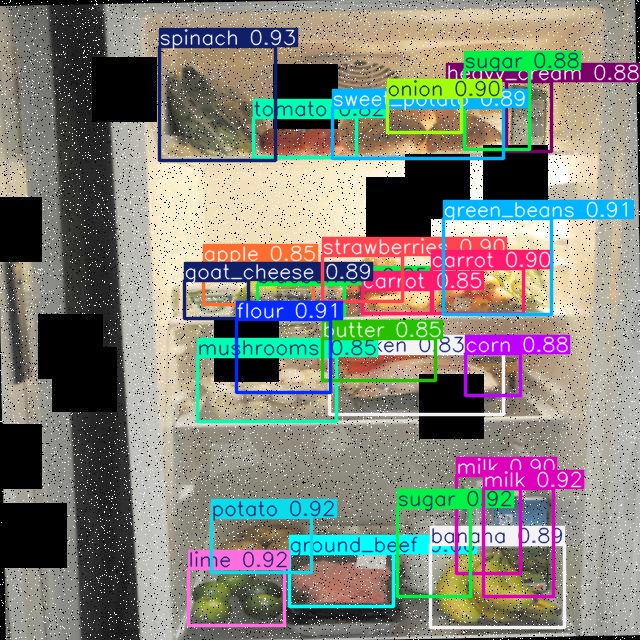 spinach 0.93
sugar 0.88
heavy_cream 0.88
onion 0.90
sweet_potato 0.89
tomato 0.82
green_beans 0.91
strawberries 0.90
apple 0.85
carrot 0.90
goat_cheese 0.89
carrot 0.85
flour 0.91
butter 0.85
mushrooms 0.85
0.83
corn 0.88
milk 0.90
milk 0.92
sugar 0.92
potato 0.92
banana 0.89
ground_beef
lime 0.92